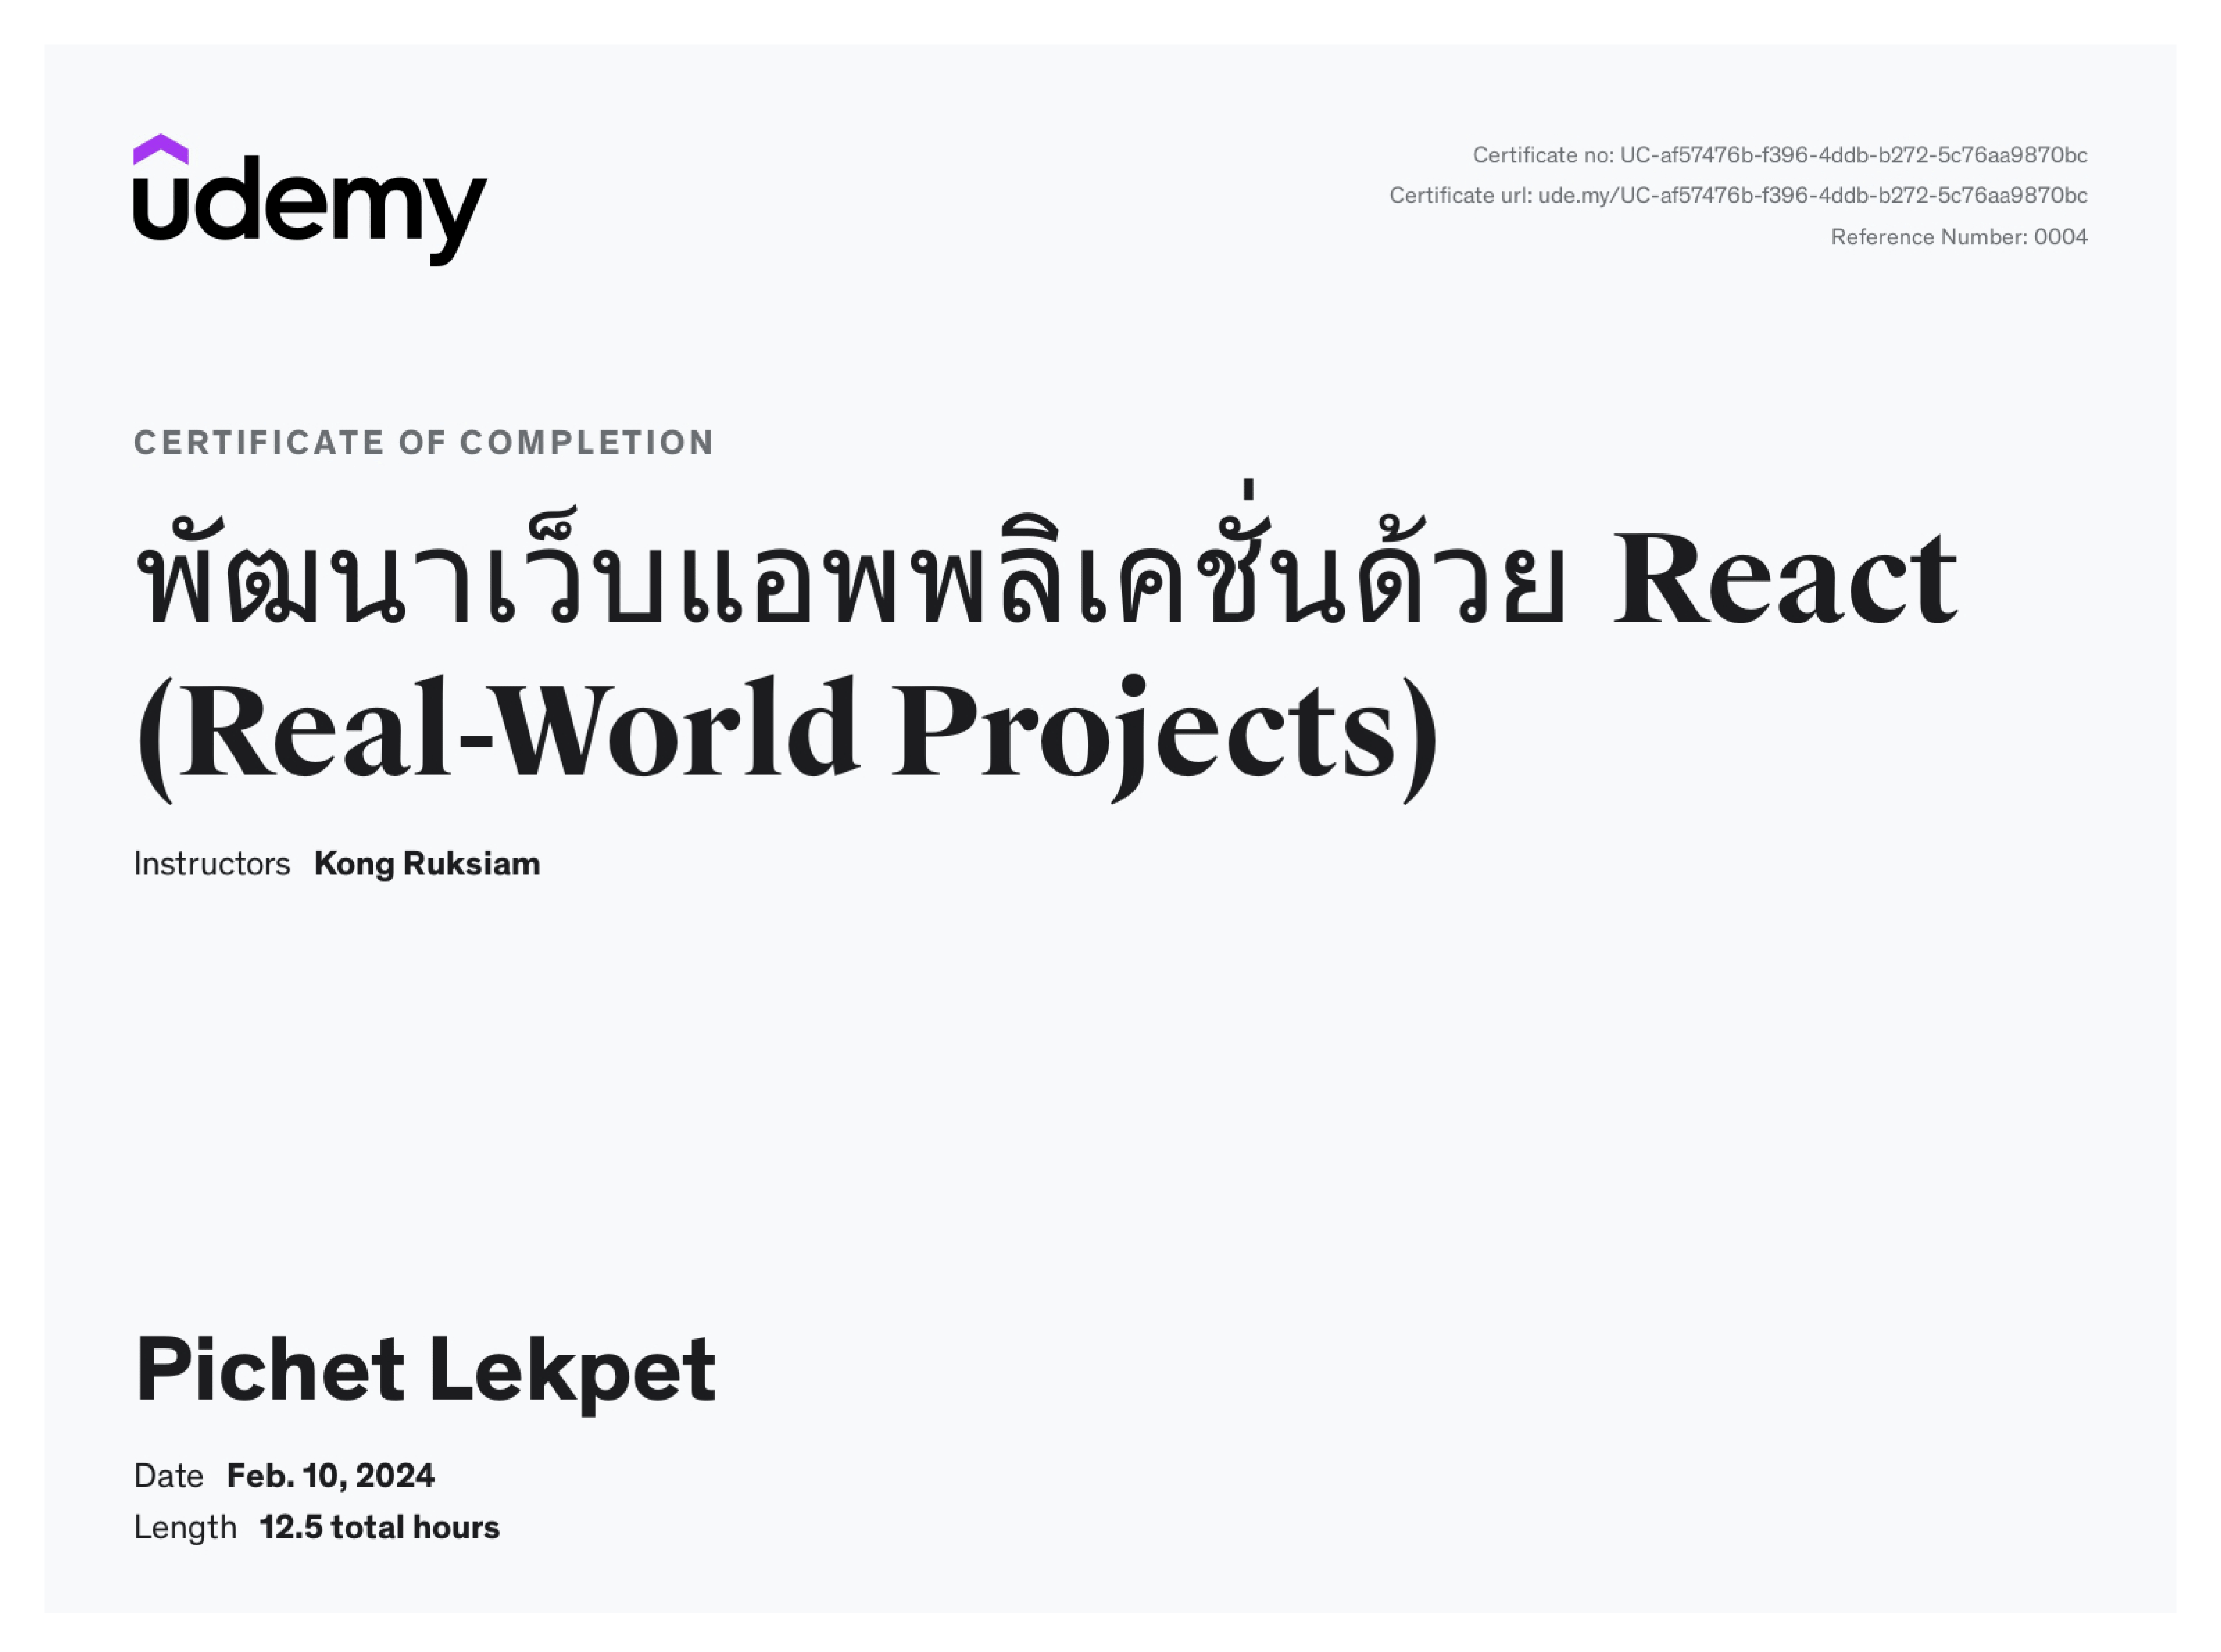 udemy
Certificate no: UC-af57476b-f396-4ddb-b272-5c76aa9870bc
Certificate url: ude.my/UC-af57476b-f396-4ddb-b272-5c76aa9870bc
Reference Number: 0004
CERTIFICATE OF COMPLETION
พัฒนาเว็บแอพพลิเคชั่นด้วย React
(Real-World Projects)
Instructors Kong Ruksiam
Pichet Lekpet
Date Feb. 10, 2024
Length 12.5 total hours